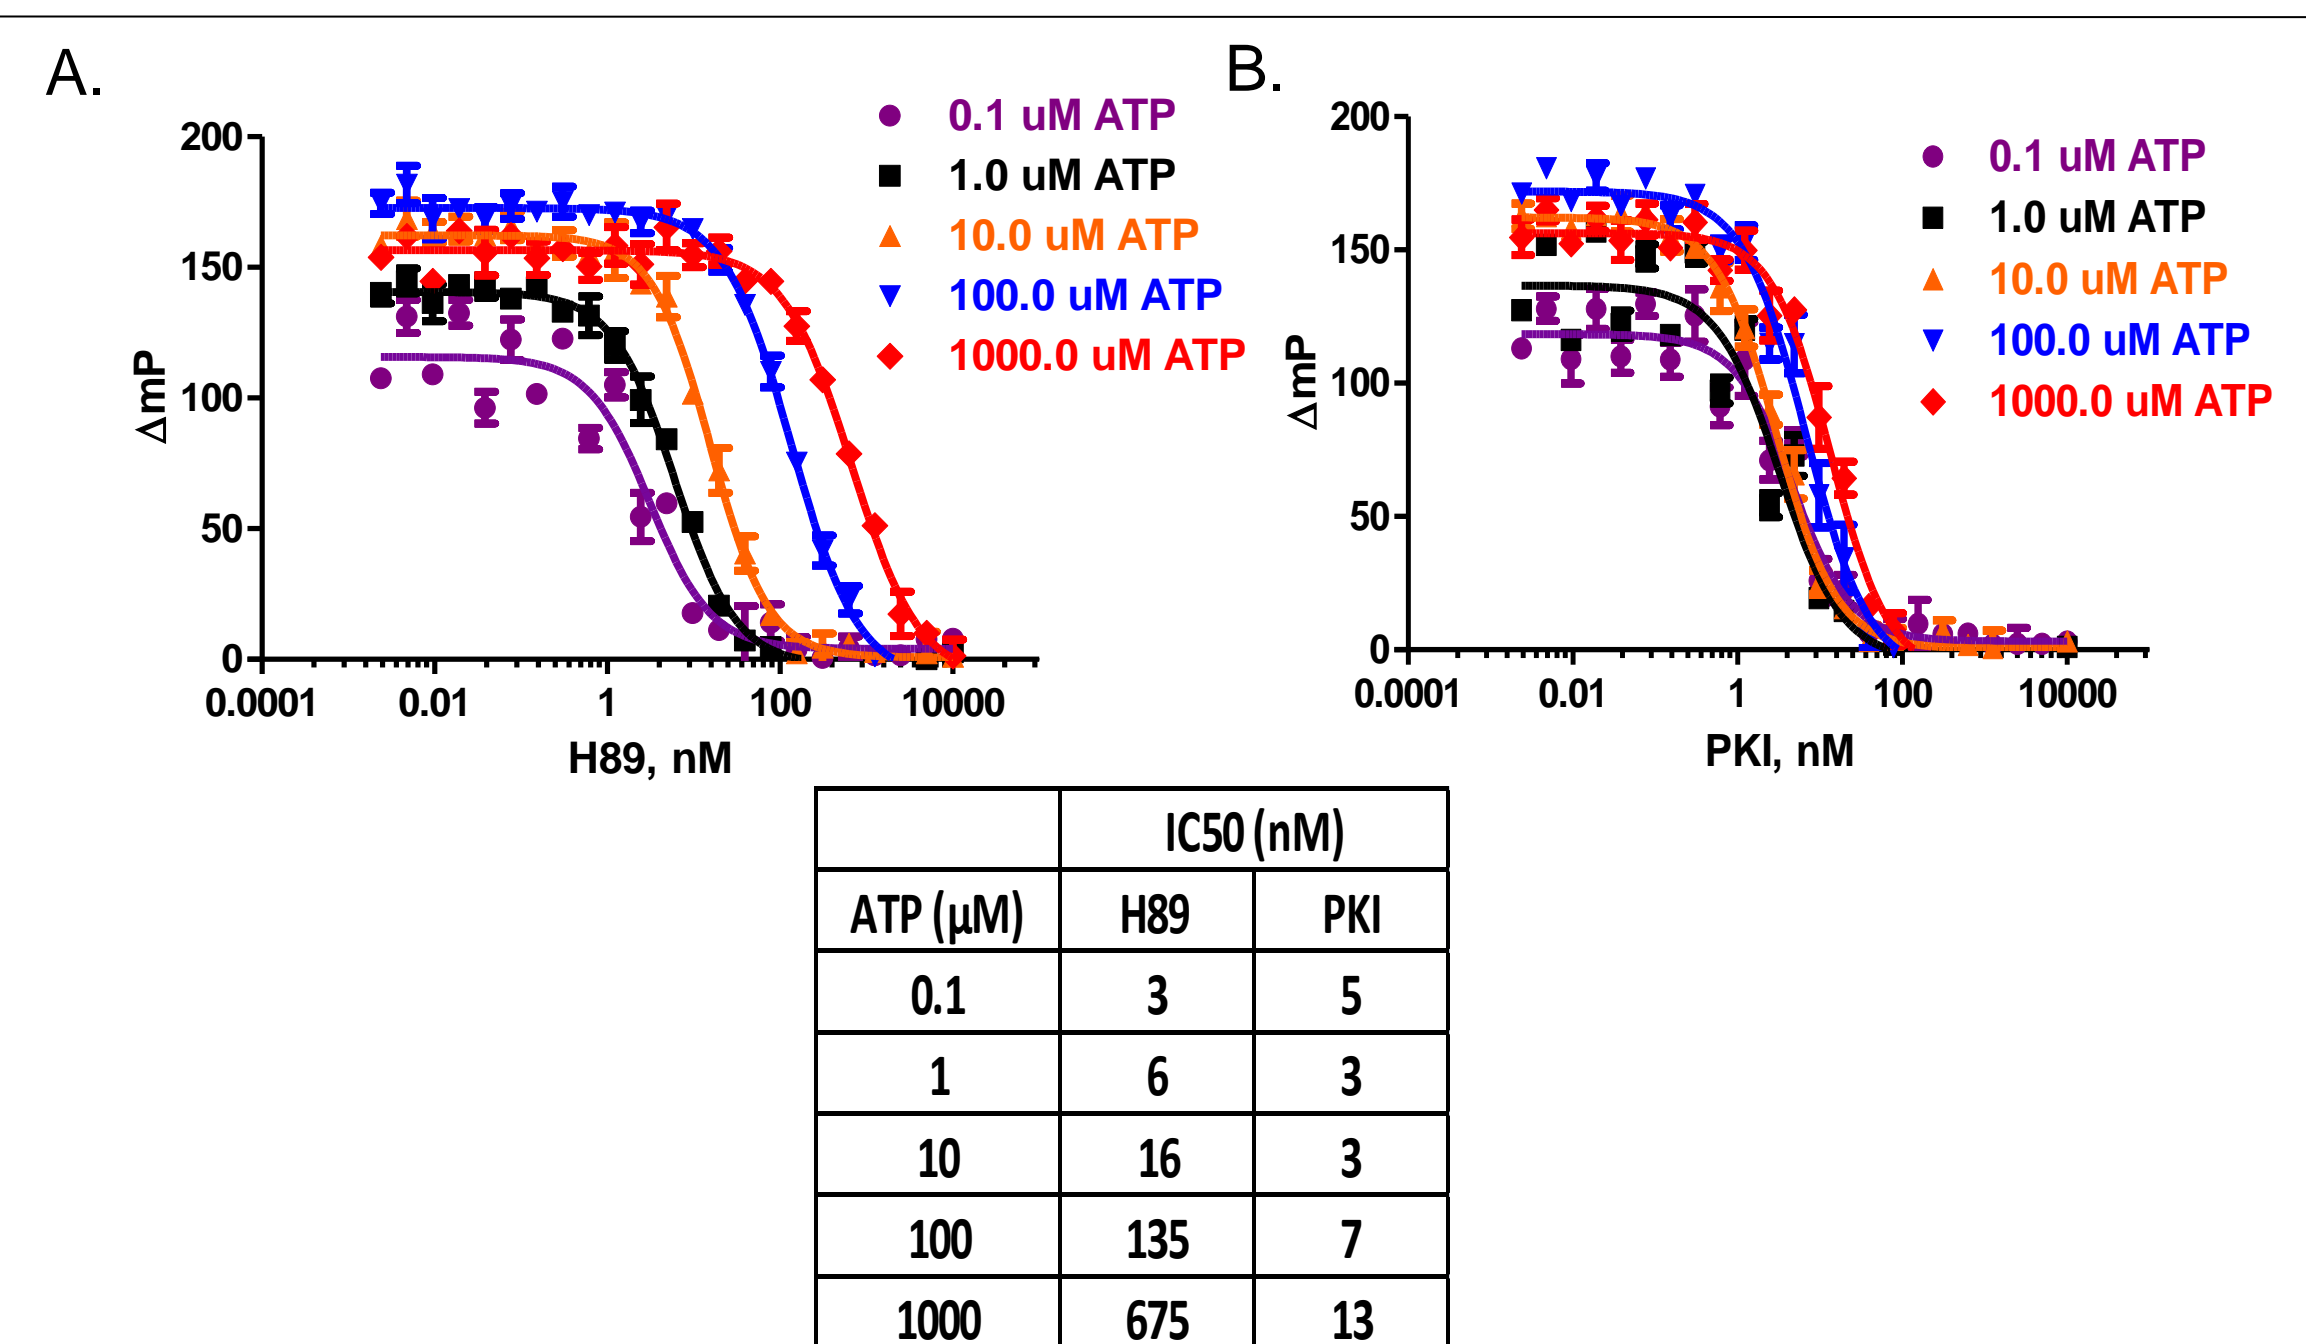 A.
200
150
100
50
0
0.0001 0.01 1 100 10000
ΔmP
H89, nM
0.1 uM ATP
1.0 uM ATP
10.0 uM ATP
100.0 uM ATP
1000.0 uM ATP
B.
200
150
100
50
0
0.0001 0.01 1 100 10000
ΔmP
PKI, nM
0.1 uM ATP
1.0 uM ATP
10.0 uM ATP
100.0 uM ATP
1000.0 uM ATP
IC50 (nM)
ATP (µM) H89 PKI
0.1 3 5
1 6 3
10 16 3
100 135 7
1000 675 13